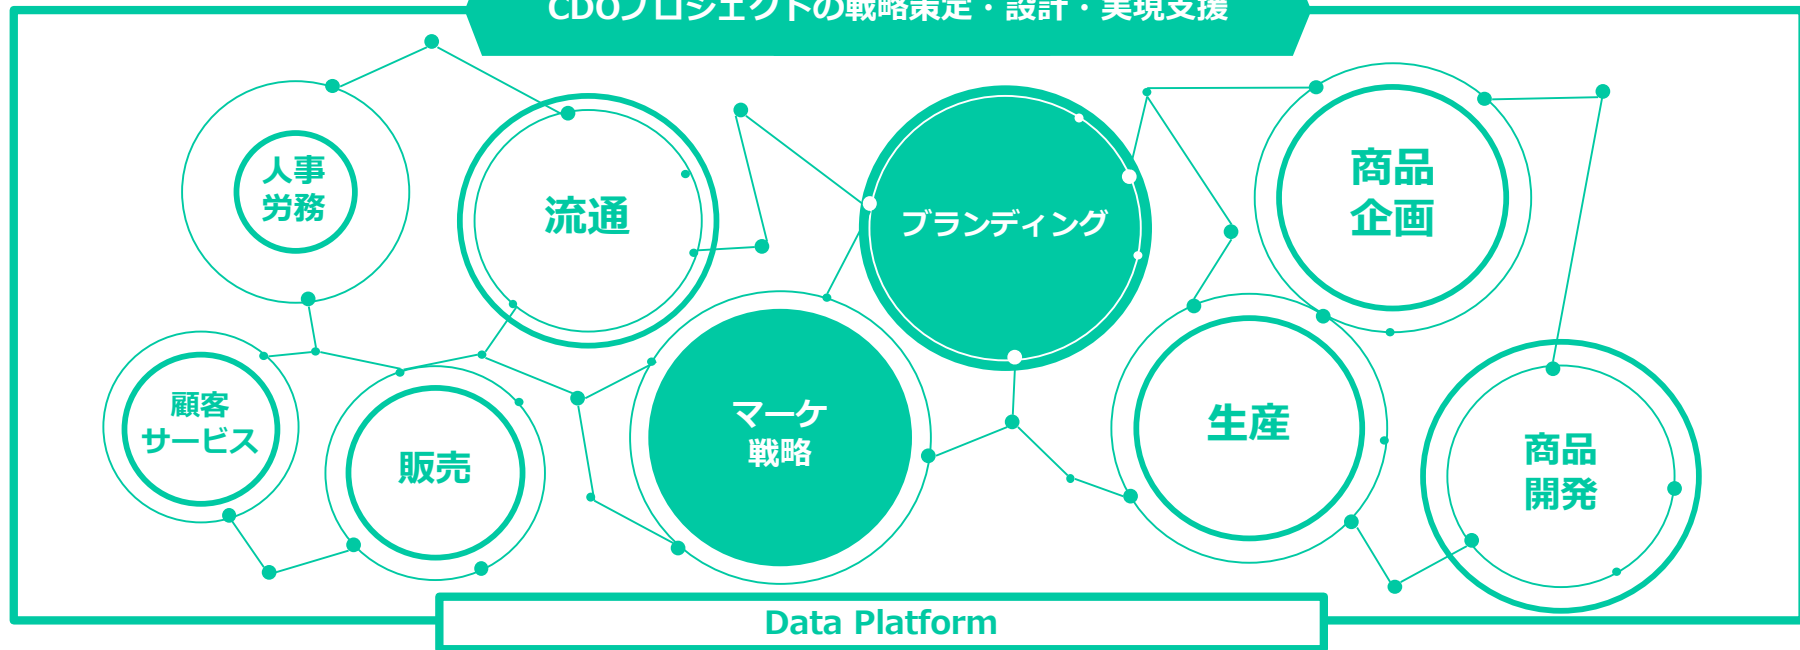 CDOプロジェクトの戦略策定・設計・実現支援
人事
労務
流通
ブランディング
商品
企画
顧客
サービス
販売
マーケ
戦略
生産
商品
開発
Data Platform